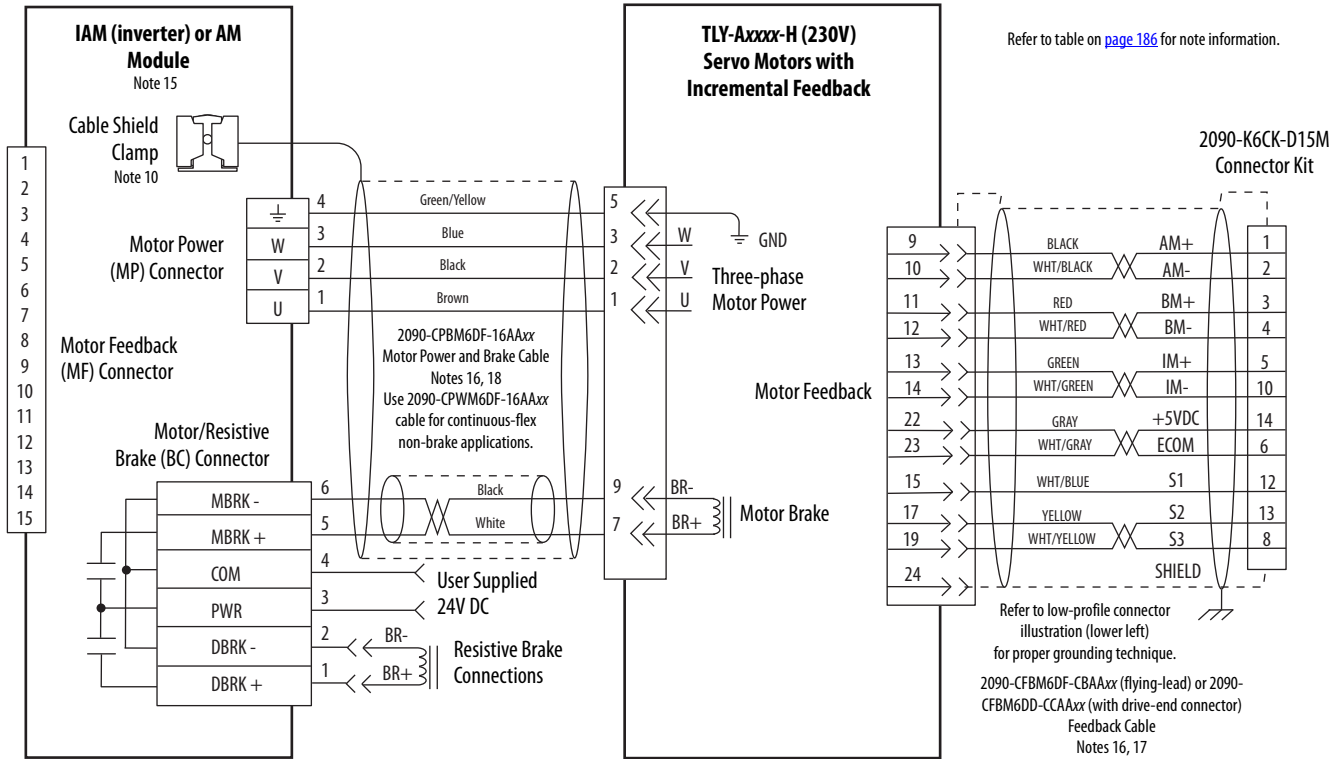 IAM (inverter) or AM
Module
Note 15
Cable Shield
Clamp
Note 10
1
2
3
4
5
6
7
8
9
10
11
12
13
14
15
Motor Feedback
(MF) Connector
Motor Power
(MP) Connector
W
V
U
4
3
2
1
Green/Yellow
Blue
Black
Brown
2090-CPBM6DF-16AAxx
Motor Power and Brake Cable
Notes 16, 18
Use 2090-CPWM6DF-16AAxx
cable for continuous-flex
non-brake applications.
Motor/Resistive
Brake (BC) Connector
MBRK -
MBRK +
COM
PWR
DBRK -
DBRK +
6
5
4
3
2
1
Black
White
User Supplied
24V DC
BR-
BR+
Resistive Brake
Connections
TLY-Axxxx-H (230V)
Servo Motors with
Incremental Feedback
5
3
2
1
GND
W
V
U
Three-phase
Motor Power
9
7
BR-
BR+
Motor Brake
Motor Feedback
9
10
11
12
13
14
22
23
15
17
19
24
Refer to table on page 186 for note information.
2090-K6CK-D15M
Connector Kit
BLACK AM+ 1
WHT/BLACK AM- 2
RED BM+ 3
WHT/RED BM- 4
GREEN IM+ 5
WHT/GREEN IM- 10
GRAY +5VDC 14
WHT/GRAY ECOM 6
WHT/BLUE S1 12
YELLOW S2 13
WHT/YELLOW S3 8
SHIELD
Refer to low-profile connector
illustration (lower left)
for proper grounding technique.
2090-CFBM6DF-CBAAxx (flying-lead) or 2090-
CFBM6DD-CCAAxx (with drive-end connector)
Feedback Cable
Notes 16, 17